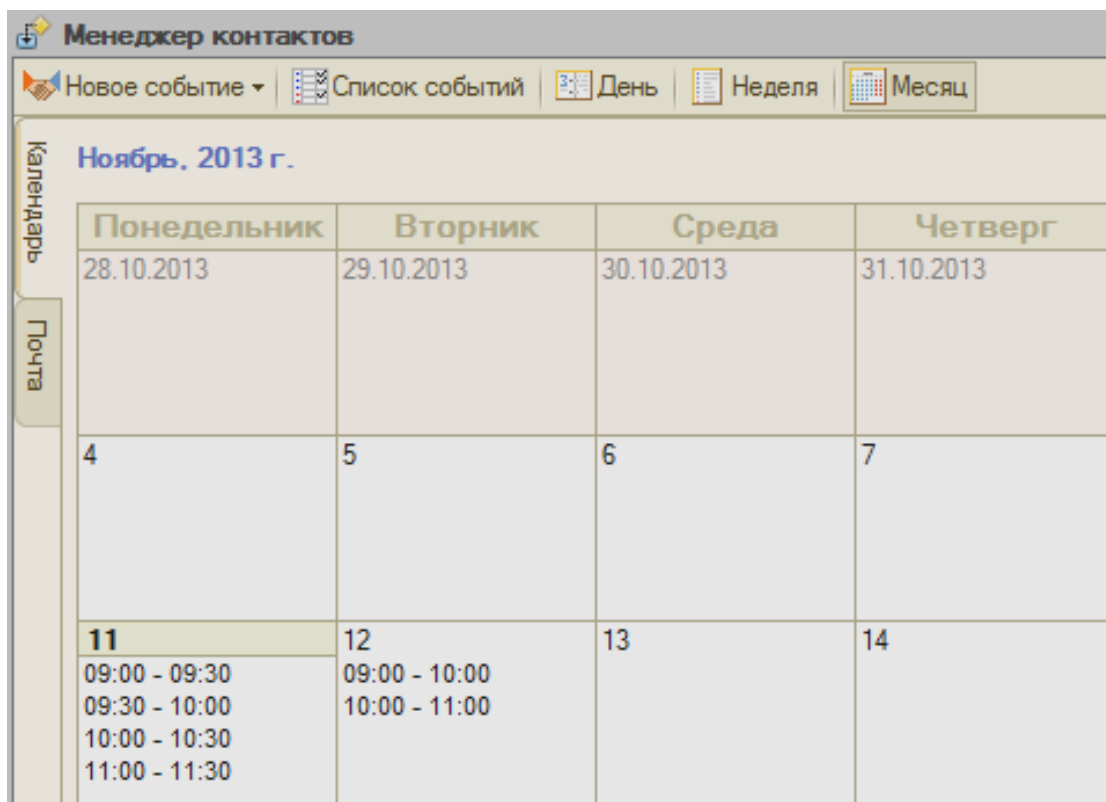 Менеджер контактов
Новое событие Список событий День Неделя Месяц
Календарь
Почта
Ноябрь, 2013 г.
Понедельник Вторник Среда Четверг
28.10.2013 29.10.2013 30.10.2013 31.10.2013
4 5 6 7
11 12 13 14
09:00 - 09:30 09:00 - 10:00
09:30 - 10:00 10:00 - 11:00
10:00 - 10:30
11:00 - 11:30